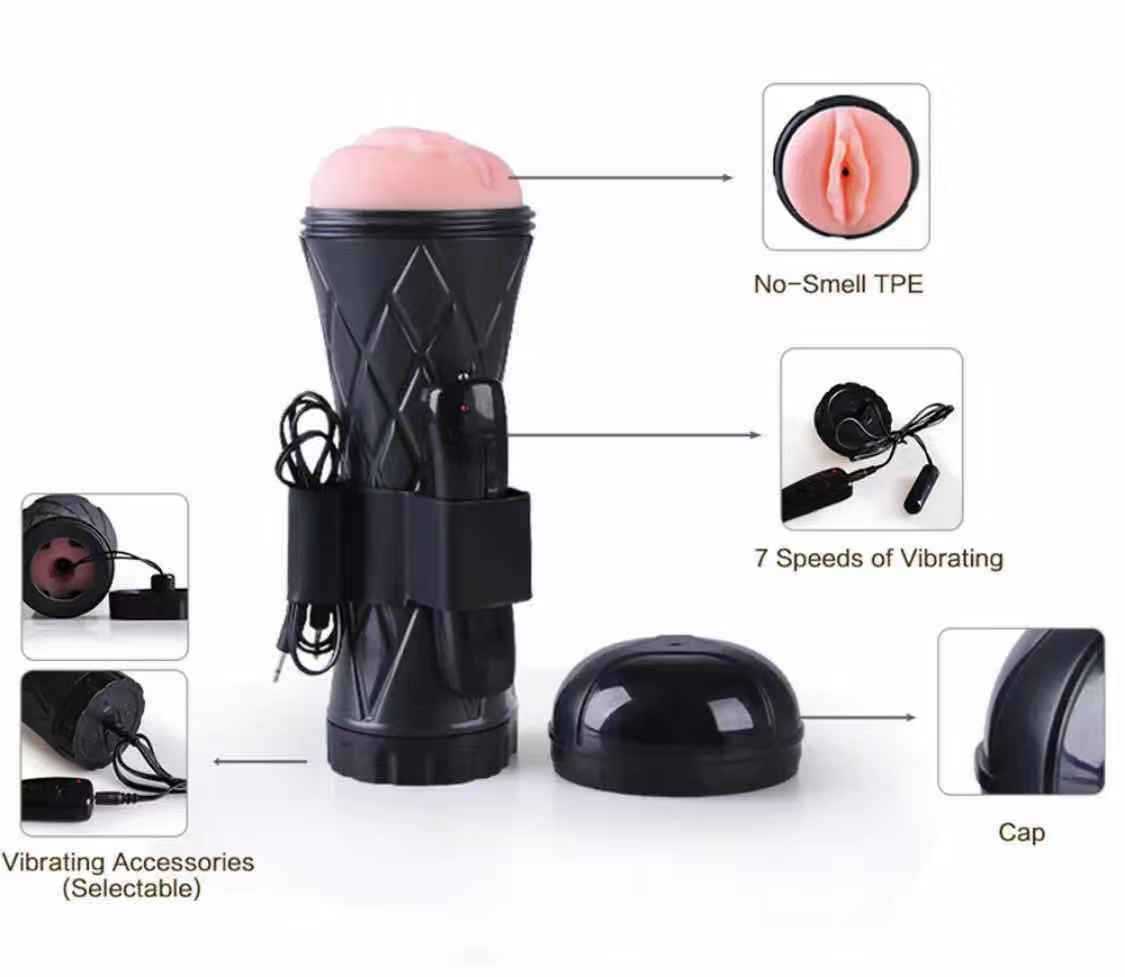 No-Smell TPE
7 Speeds of Vibrating
Cap
Vibrating Accessories
(Selectable)